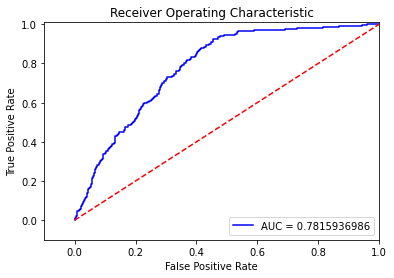 Receiver Operating Characteristic
True Positive Rate
1.0
0.8
0.6
0.4
0.2
0.0
AUC = 0.7815936986
0.0 0.2 0.4 0.6 0.8 1.0
False Positive Rate